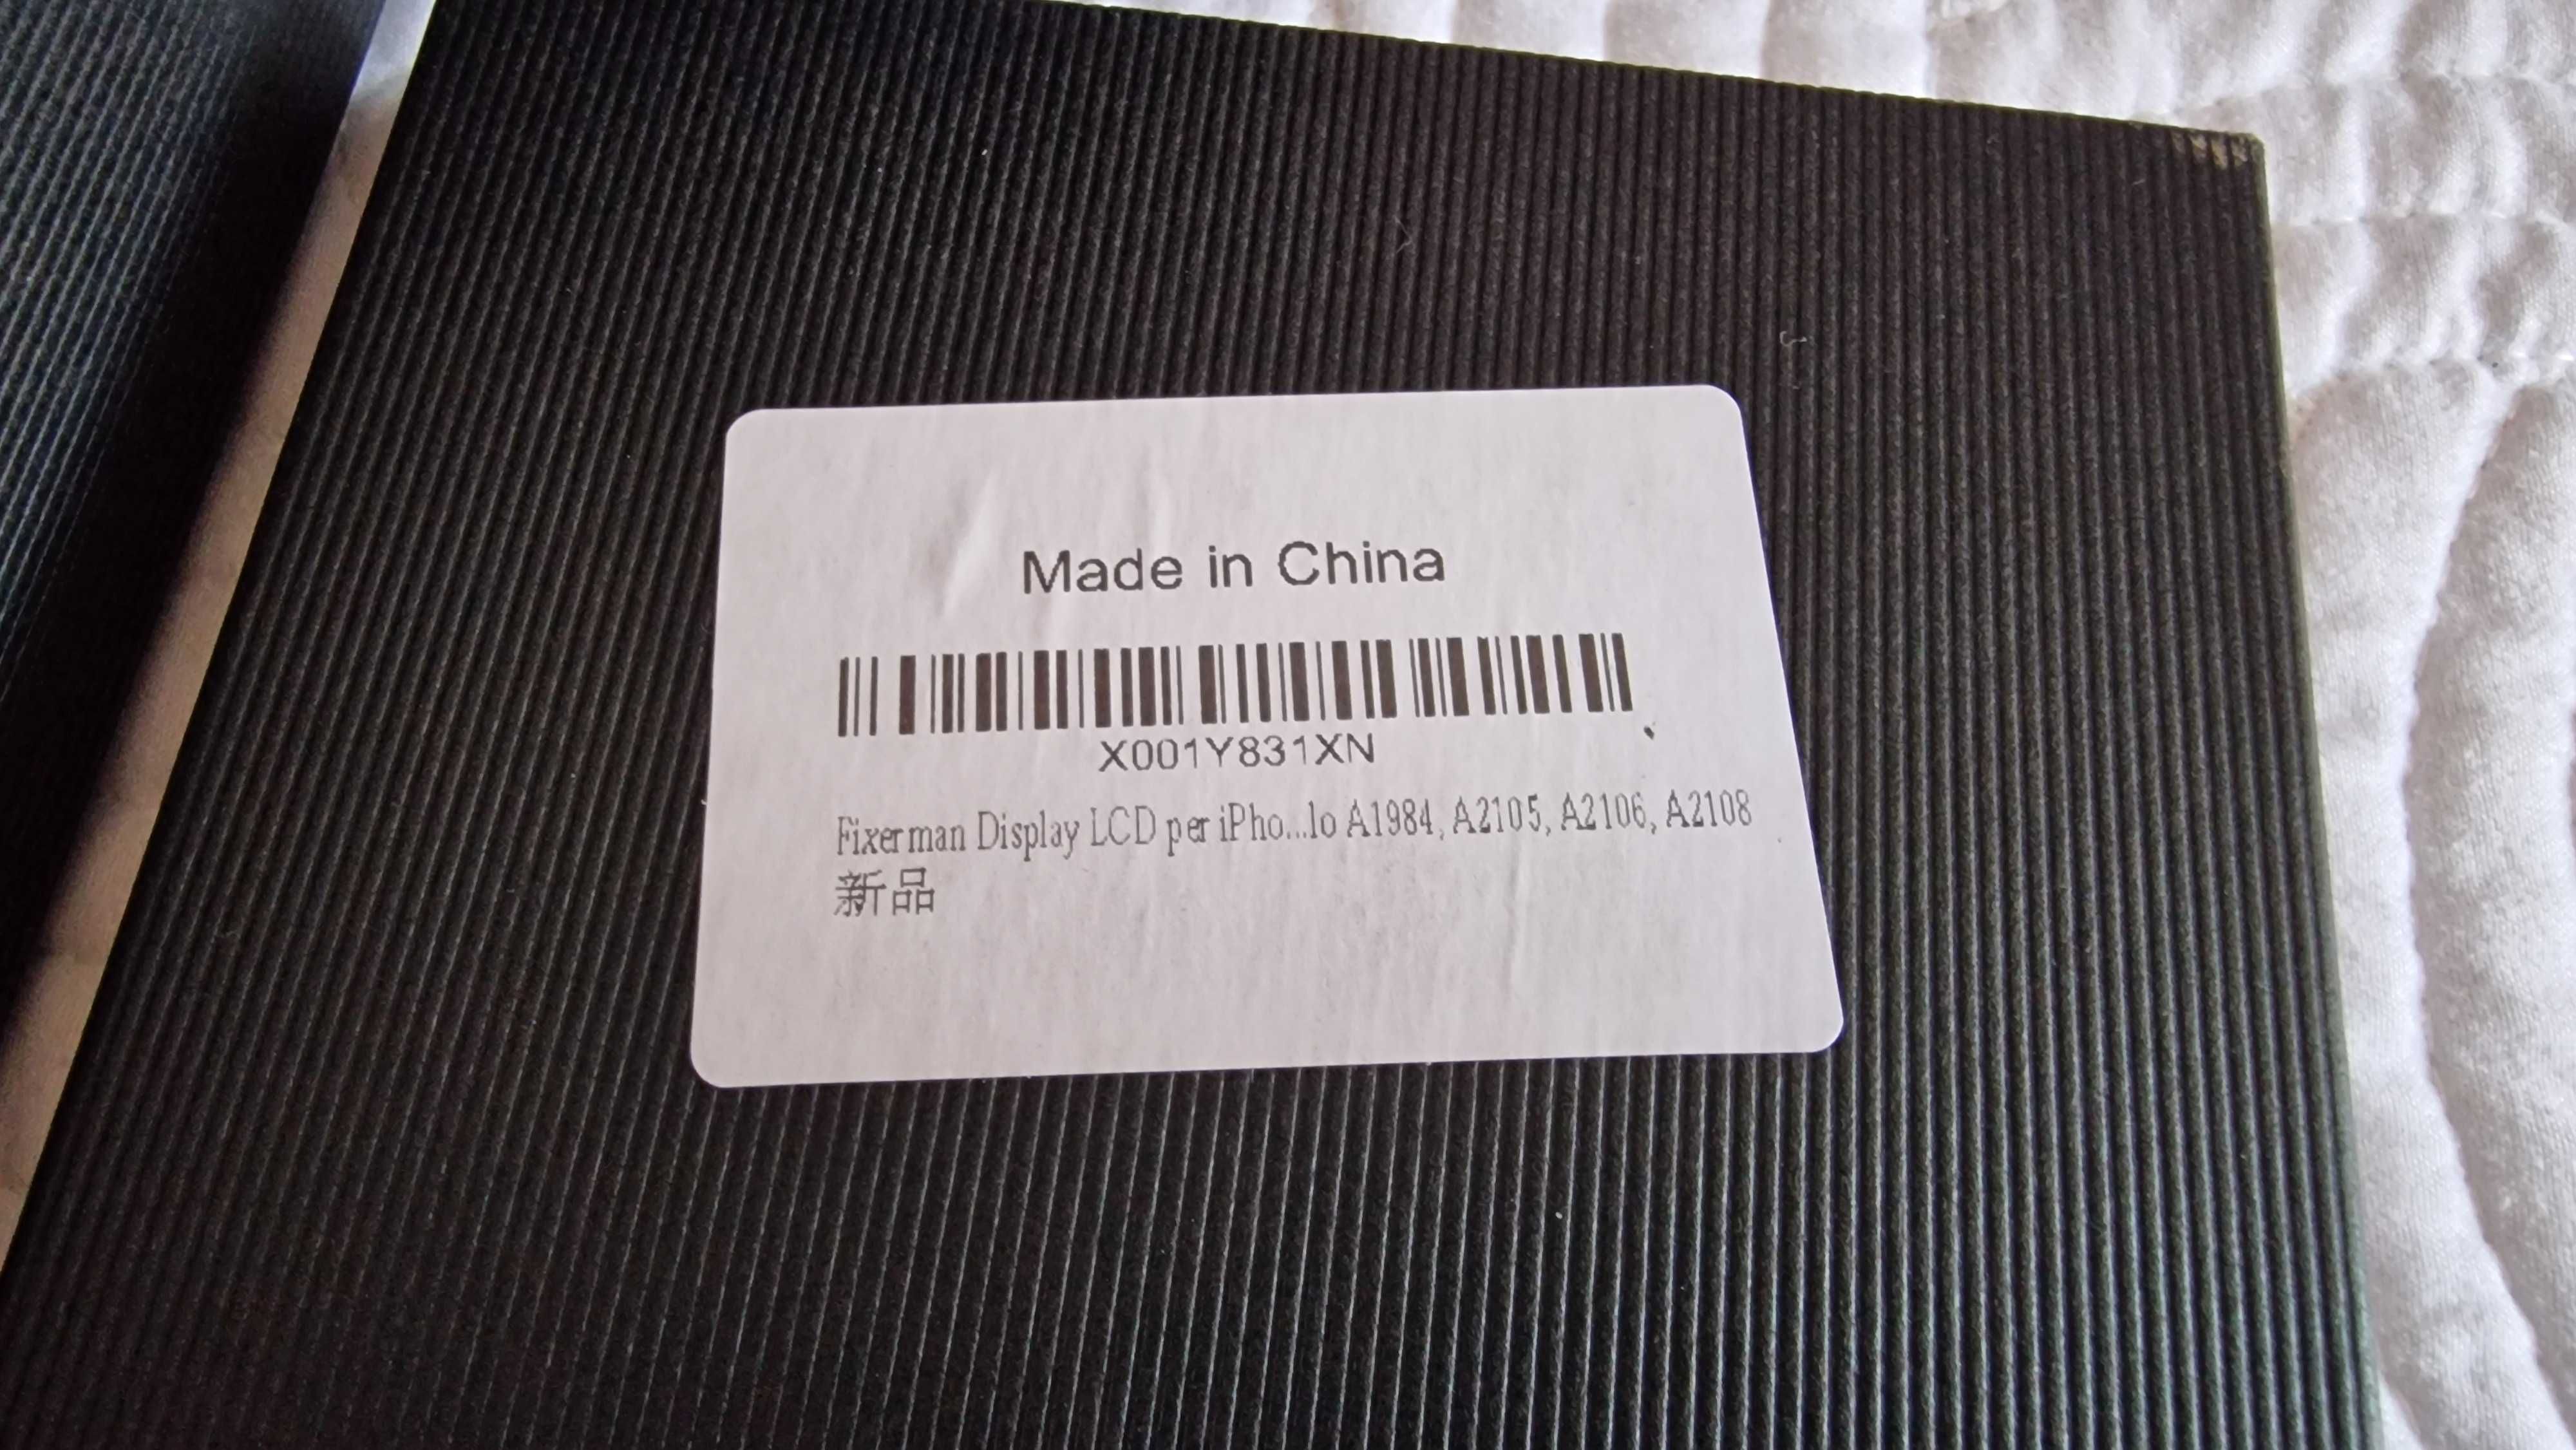 Made in China
X001Y831XN
Fixerman Display LCD per iPho...lo A1984, A2105, A2106, A2108
新品